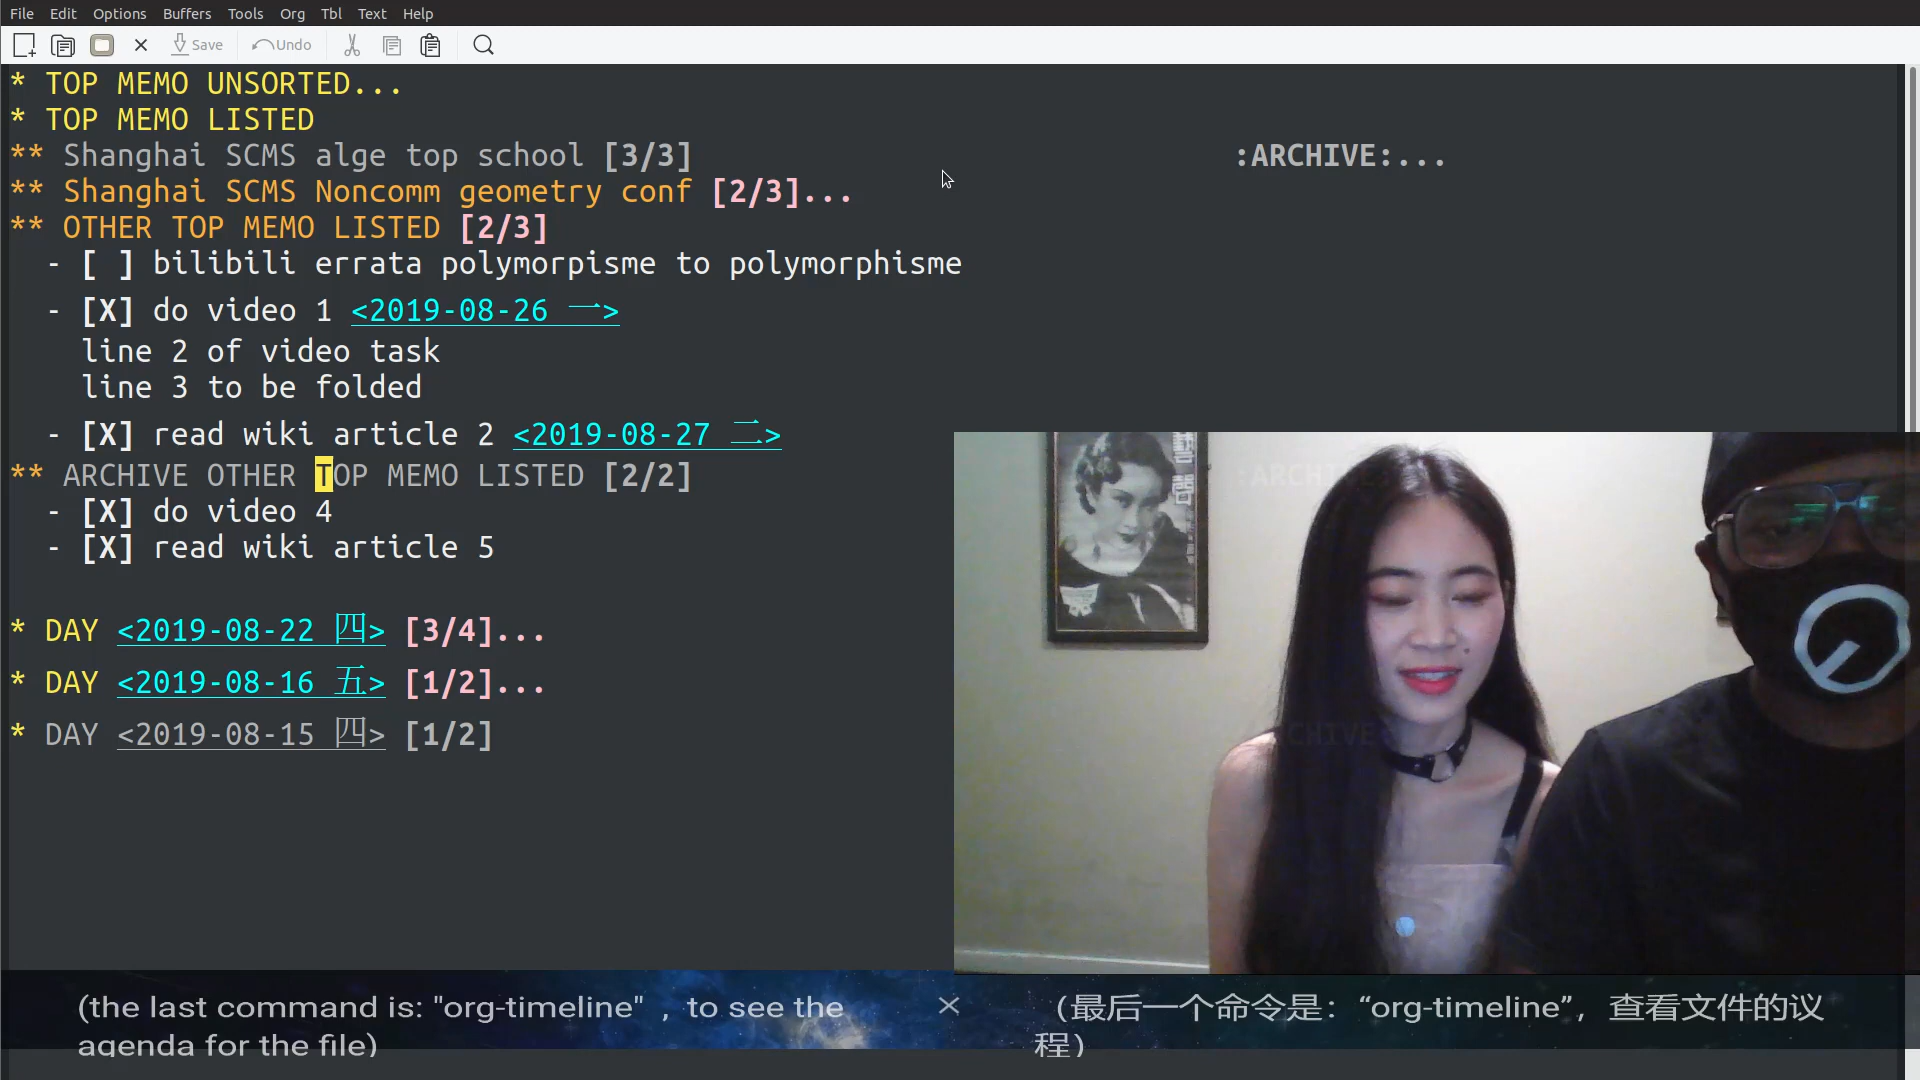 File Edit Options Buffers Tools Org Tbl Text Help
Save Undo
* TOP MEMO UNSORTED...
* TOP MEMO LISTED
** Shanghai SCMS alge top school [3/3] :ARCHIVE:...
** Shanghai SCMS Noncomm geometry conf [2/3]...
** OTHER TOP MEMO LISTED [2/3]
- [ ] bilibili errata polymorpisme to polymorphisme
- [X] do video 1 <2019-08-26 一>
line 2 of video task
line 3 to be folded
- [X] read wiki article 2 <2019-08-27 二>
** ARCHIVE OTHER TOP MEMO LISTED [2/2] :ARCHIVE:
- [X] do video 4
- [X] read wiki article 5
* DAY <2019-08-22 四> [3/4]...
* DAY <2019-08-16 五> [1/2]...
* DAY <2019-08-15 四> [1/2] ARCHIVE
(the last command is: "org-timeline" , to see the
agenda for the file)
（最后一个命令是：“org-timeline”，查看文件的议
程）